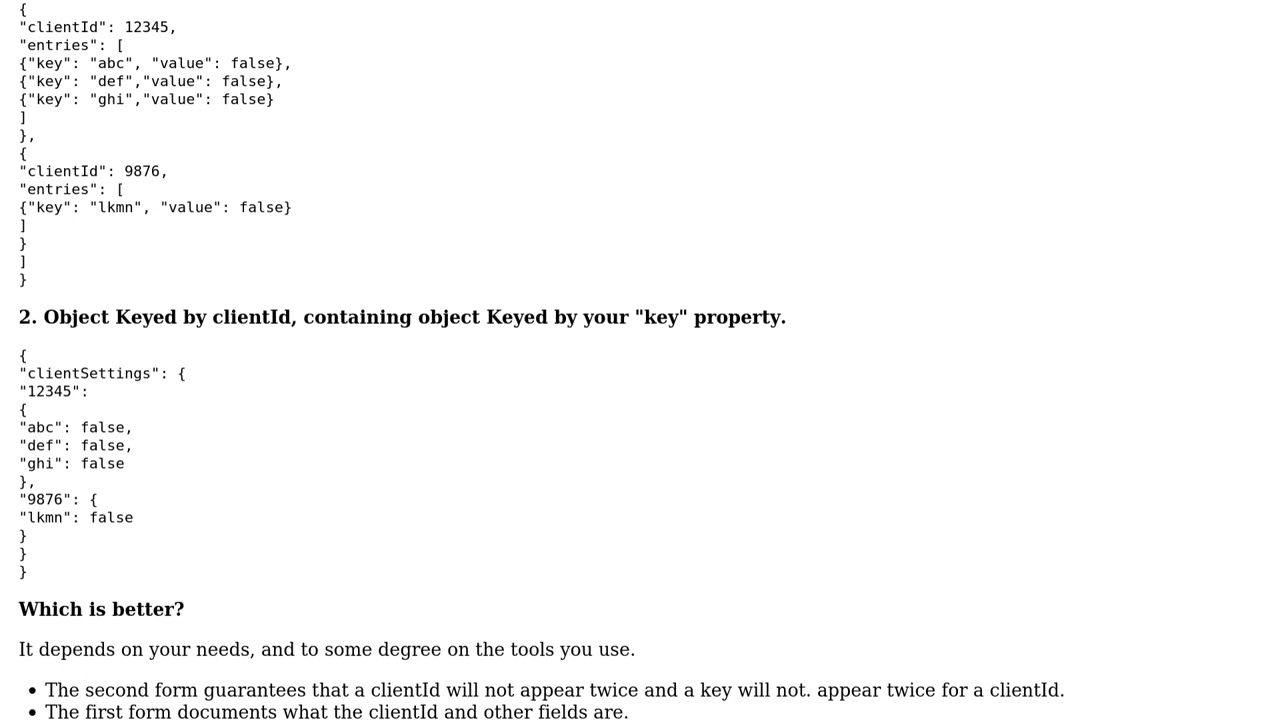 {
"clientId": 12345,
"entries": [
{"key": "abc", "value": false},
{"key": "def","value": false},
{"key": "ghi","value": false}
]
},
{
"clientId": 9876,
"entries": [
{"key": "lkmn", "value": false}
]
}
]
}
2. Object Keyed by clientId, containing object Keyed by your "key" property.
{
"clientSettings": {
"12345":
{
"abc": false,
"def": false,
"ghi": false
},
"9876": {
"lkmn": false
}
}
}
Which is better?
It depends on your needs, and to some degree on the tools you use.
• The second form guarantees that a clientId will not appear twice and a key will not. appear twice for a clientId.
• The first form documents what the clientId and other fields are.